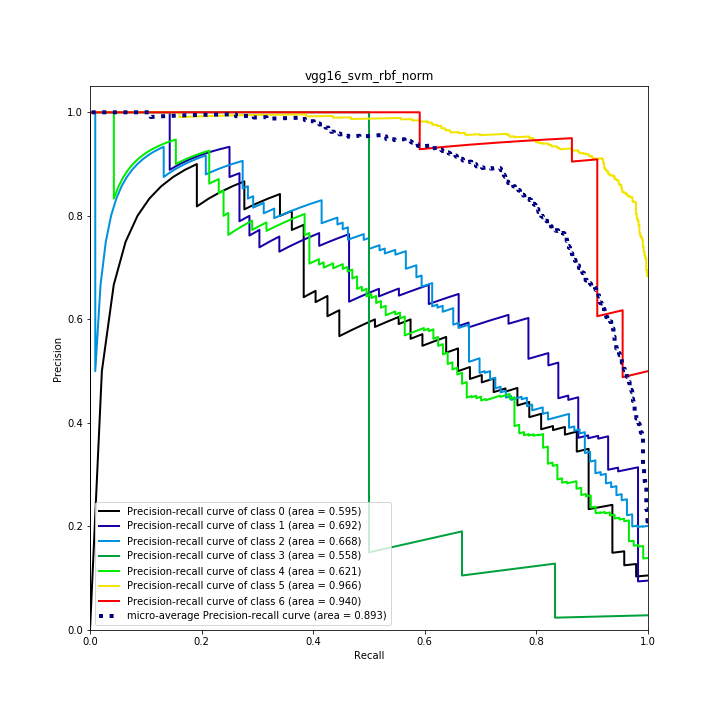 vgg16_svm_rbf_norm
1.0
0.8
0.6
0.4
0.2
0.0
Precision
Precision-recall curve of class 0 (area = 0.595)
Precision-recall curve of class 1 (area = 0.692)
Precision-recall curve of class 2 (area = 0.668)
Precision-recall curve of class 3 (area = 0.558)
Precision-recall curve of class 4 (area = 0.621)
Precision-recall curve of class 5 (area = 0.966)
Precision-recall curve of class 6 (area = 0.940)
micro-average Precision-recall curve (area = 0.893)
0.0 0.2 0.4 0.6 0.8 1.0
Recall